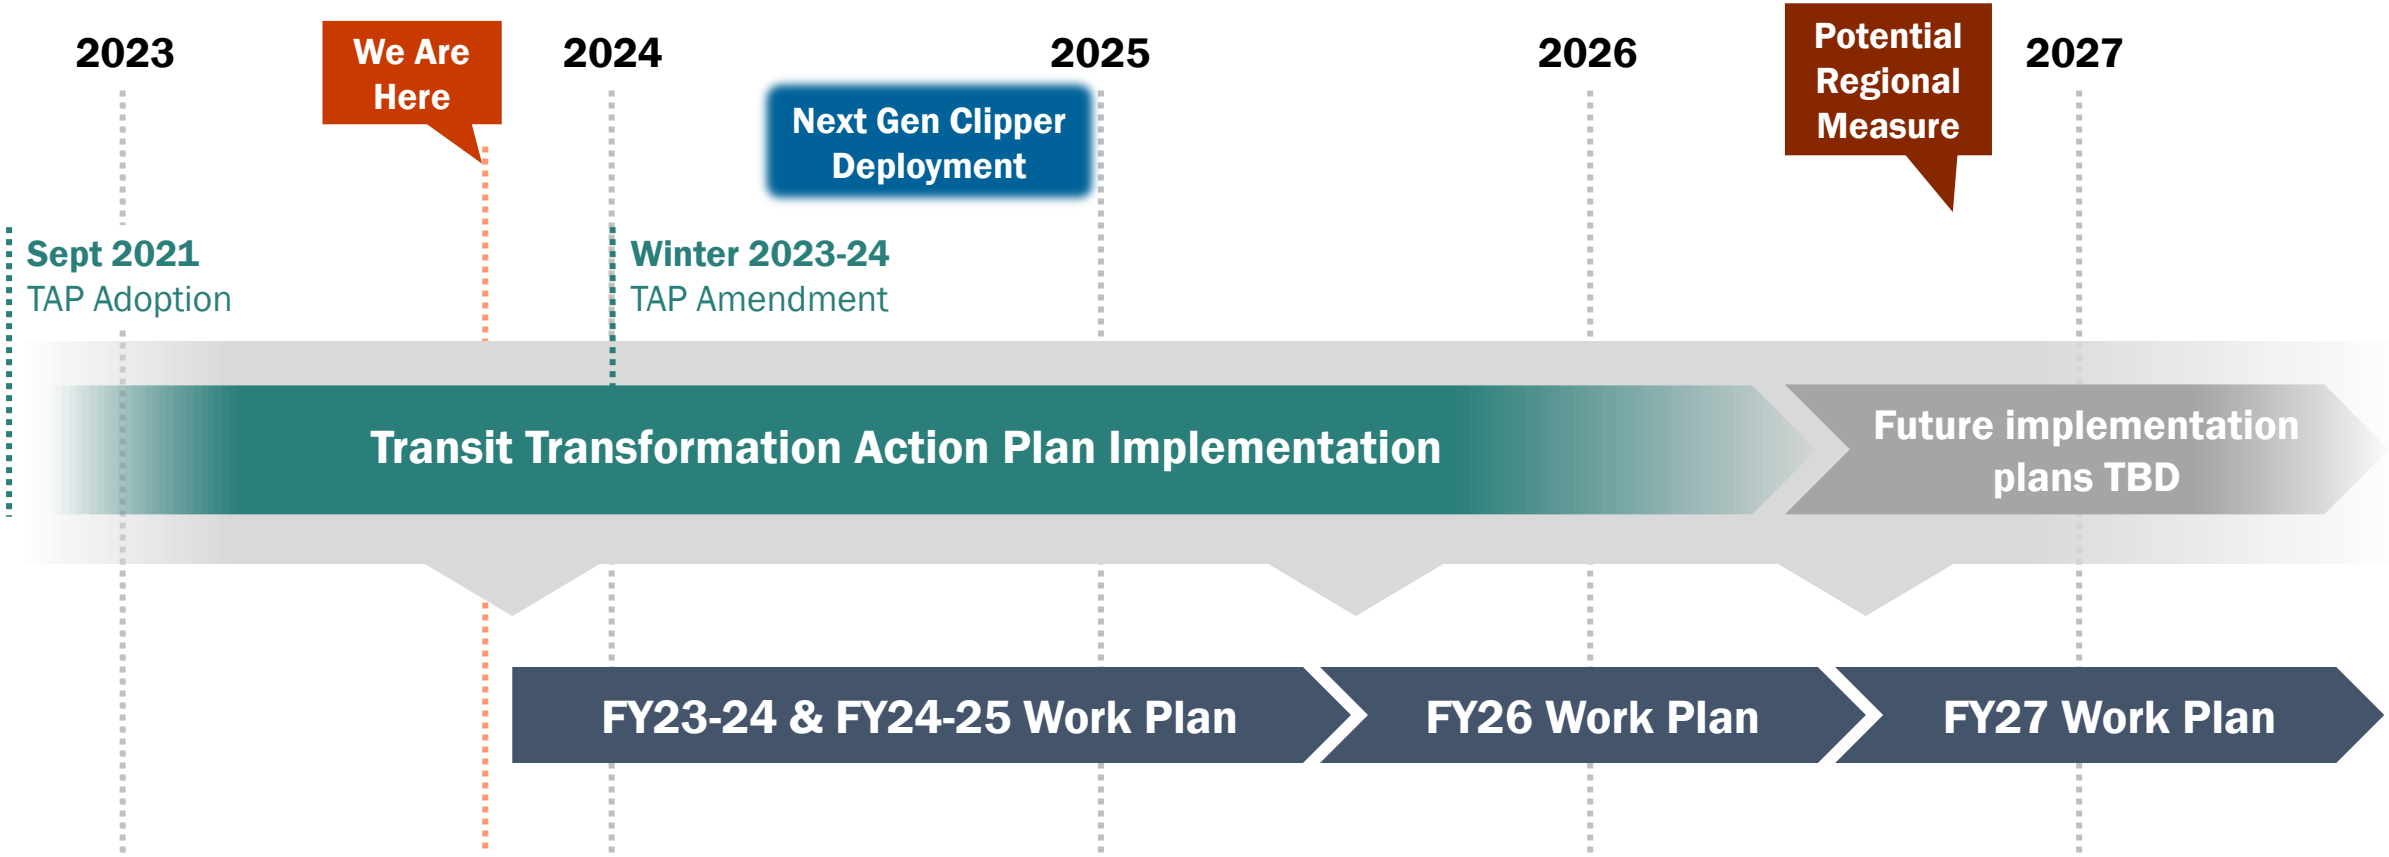 2023
We Are
Here
2024
2025
2026
Potential
Regional
Measure
2027
Next Gen Clipper
Deployment
Sept 2021
TAP Adoption
Winter 2023-24
TAP Amendment
Transit Transformation Action Plan Implementation
Future implementation
plans TBD
FY23-24 & FY24-25 Work Plan
FY26 Work Plan
FY27 Work Plan